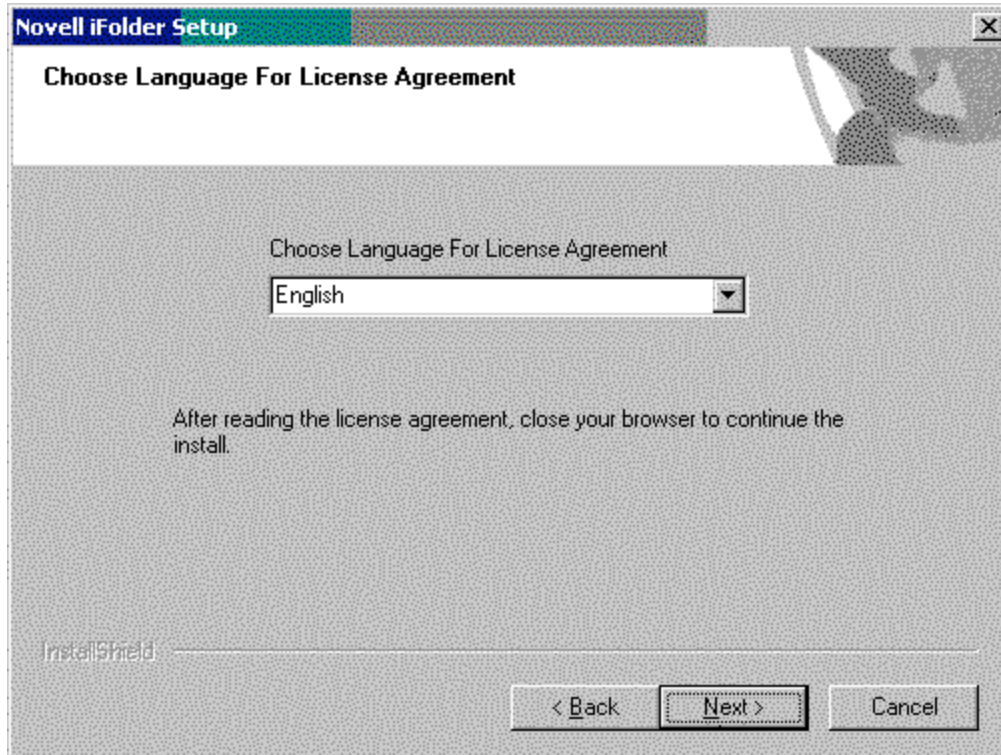 Novell iFolder Setup
Choose Language For License Agreement
Choose Language For License Agreement
English
After reading the license agreement, close your browser to continue the
install.
InstallShield
< Back
Next >
Cancel